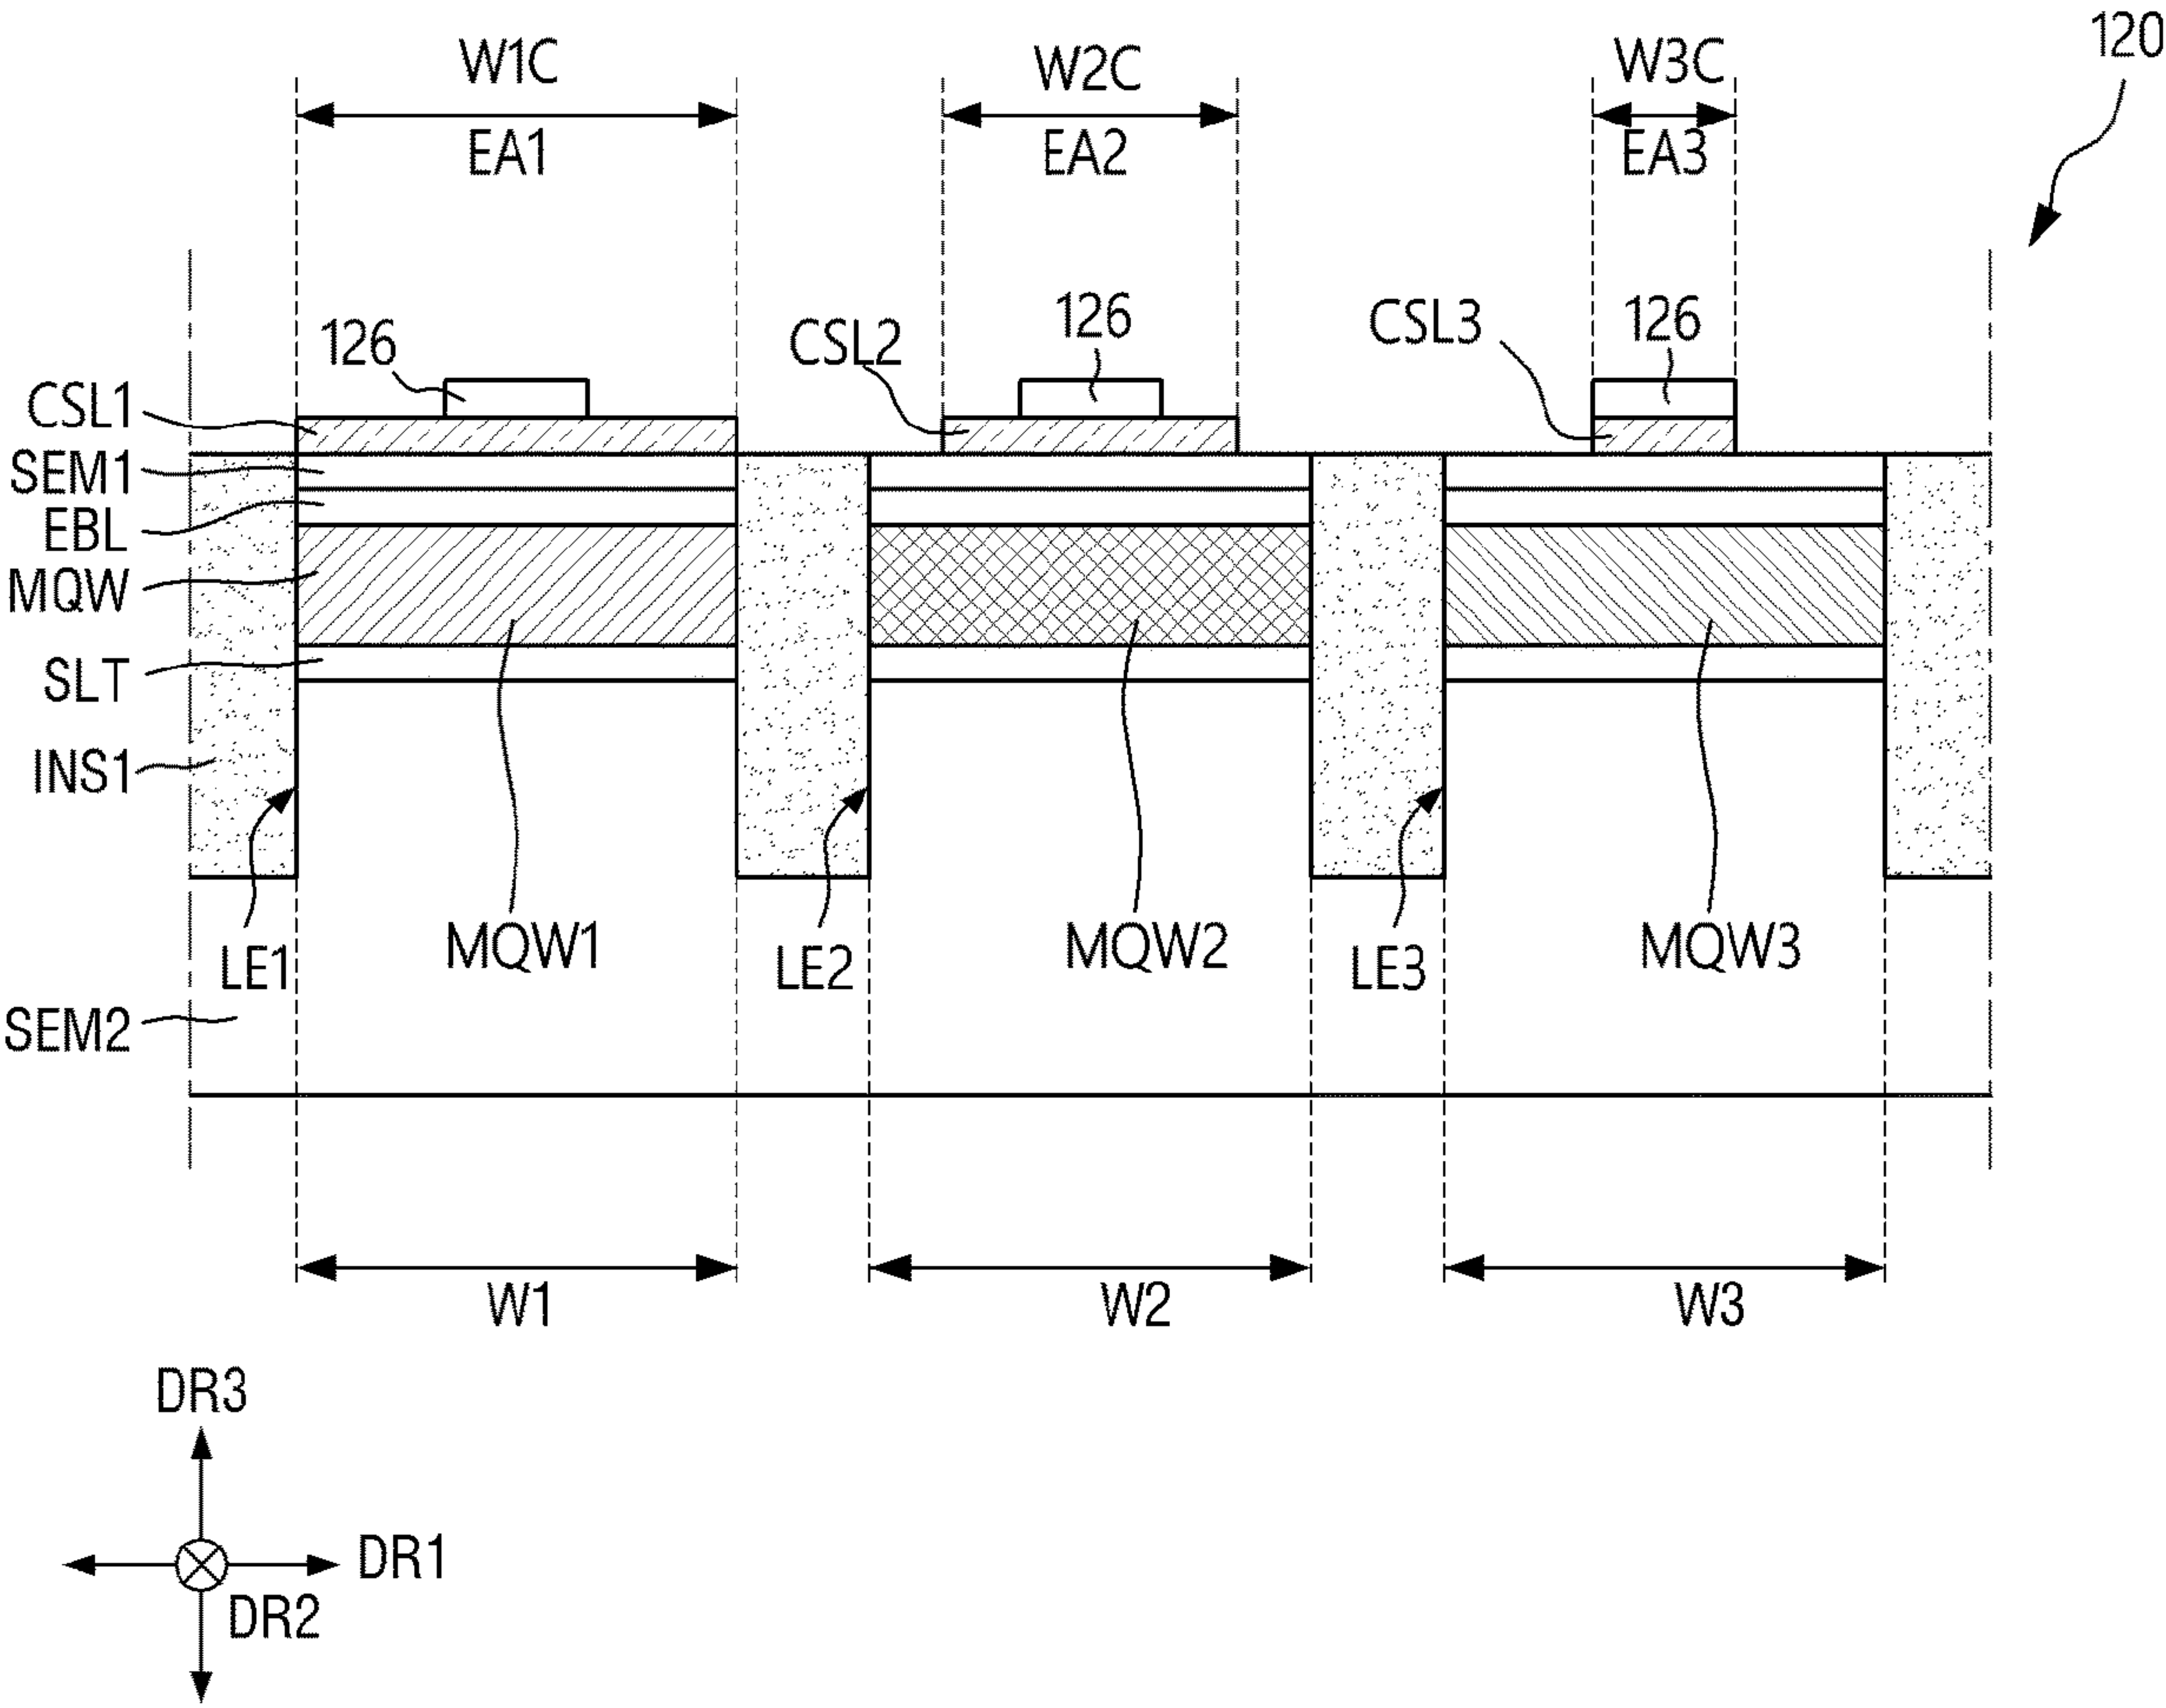 120
W1C
W2C
W3C
EA1
EA2
EA3
126
CSL2
126
CSL3
126
CSL1
SEM1
EBL
MQW
SLT
INS1
LE1
MQW1
LE2
MQW2
LE3
MQW3
SEM2
W1
W2
W3
DR3
DR1
DR2